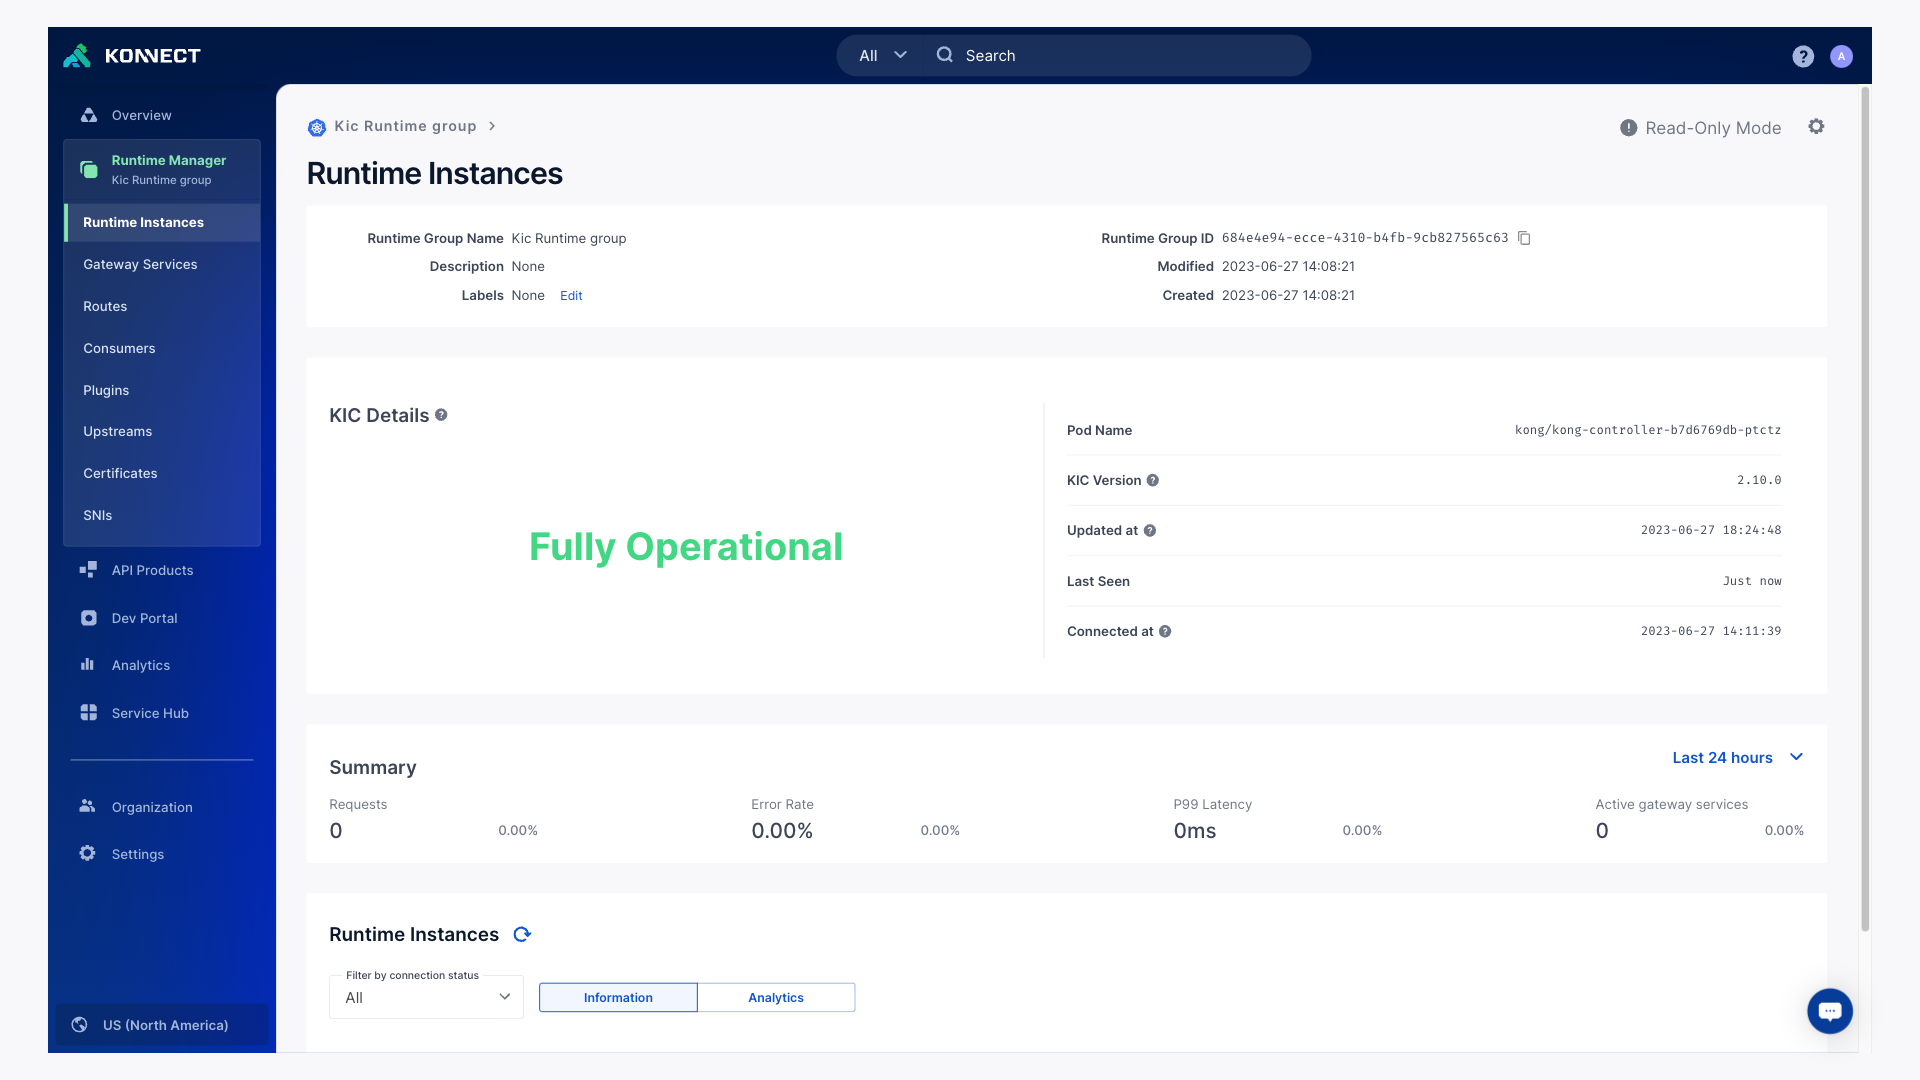 KONNECT
All
Search
?
A
Overview
Runtime Manager
Kic Runtime group
Runtime Instances
Gateway Services
Routes
Consumers
Plugins
Upstreams
Certificates
SNIs
API Products
Dev Portal
Analytics
Service Hub
Organization
Settings
US (North America)
Kic Runtime group
Read-Only Mode
Runtime Instances
Runtime Group Name Kic Runtime group
Description None
Labels None Edit
Runtime Group ID 684e4e94-ecce-4310-b4fb-9cb827565c63
Modified 2023-06-27 14:08:21
Created 2023-06-27 14:08:21
KIC Details ?
Fully Operational
Pod Name kong/kong-controller-b7d6769db-ptctz
KIC Version ? 2.10.0
Updated at ? 2023-06-27 18:24:48
Last Seen Just now
Connected at ? 2023-06-27 14:11:39
Summary
Last 24 hours
Requests
0 0.00%
Error Rate
0.00% 0.00%
P99 Latency
0ms 0.00%
Active gateway services
0 0.00%
Runtime Instances
Filter by connection status
All
Information
Analytics